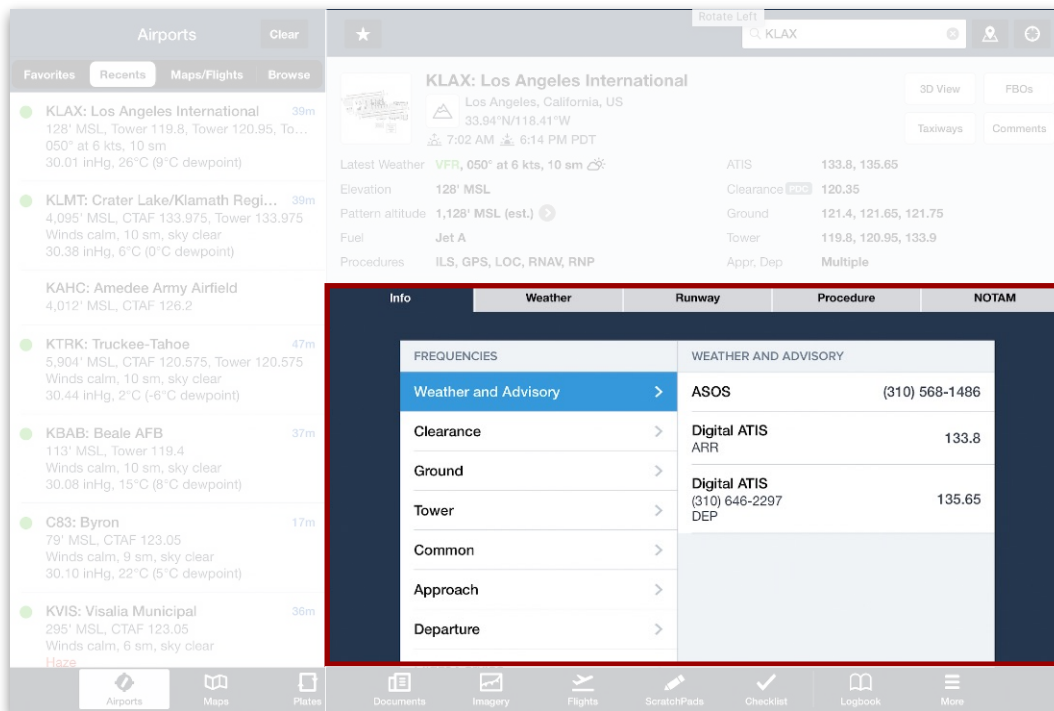 Airports
Clear
Favorites Recents Maps/Flights Browse
KLAX: Los Angeles International 39m
128' MSL, Tower 119.8, Tower 120.95, To...
050° at 6 kts, 10 sm
30.01 inHg, 26°C (9°C dewpoint)
KLMT: Crater Lake/Klamath Regi... 39m
4,095' MSL, CTAF 133.975, Tower 133.975
Winds calm, 10 sm, sky clear
30.38 inHg, 6°C (0°C dewpoint)
KAHC: Amedee Army Airfield
4,012' MSL, CTAF 126.2
KTRK: Truckee-Tahoe 47m
5,904' MSL, CTAF 120.575, Tower 120.575
Winds calm, 10 sm, sky clear
30.44 inHg, 2°C (-6°C dewpoint)
KBAB: Beale AFB 37m
113' MSL, Tower 119.4
Winds calm, 10 sm, sky clear
30.08 inHg, 15°C (8°C dewpoint)
C83: Byron 17m
79' MSL, CTAF 123.05
Winds calm, 9 sm, sky clear
30.10 inHg, 22°C (5°C dewpoint)
KVIS: Visalia Municipal 36m
295' MSL, CTAF 123.05
Winds calm, 6 sm, sky clear
Haze
Rotate Left
KLAX
KLAX: Los Angeles International
Los Angeles, California, US
33.94°N/118.41°W
7:02 AM 6:14 PM PDT
3D View FBOs
Taxiways Comments
Latest Weather VFR, 050° at 6 kts, 10 sm
Elevation 128' MSL
Pattern altitude 1,128' MSL (est.)
Fuel Jet A
Procedures ILS, GPS, LOC, RNAV, RNP
ATIS 133.8, 135.65
Clearance PDC 120.35
Ground 121.4, 121.65, 121.75
Tower 119.8, 120.95, 133.9
Appr, Dep Multiple
Info Weather Runway Procedure NOTAM
FREQUENCIES
Weather and Advisory
Clearance
Ground
Tower
Common
Approach
Departure
WEATHER AND ADVISORY
ASOS (310) 568-1486
Digital ATIS
ARR
133.8
Digital ATIS
(310) 646-2297
DEP
135.65
Airports Maps Plates Documents Imagery Flights ScratchPads Checklist Logbook More